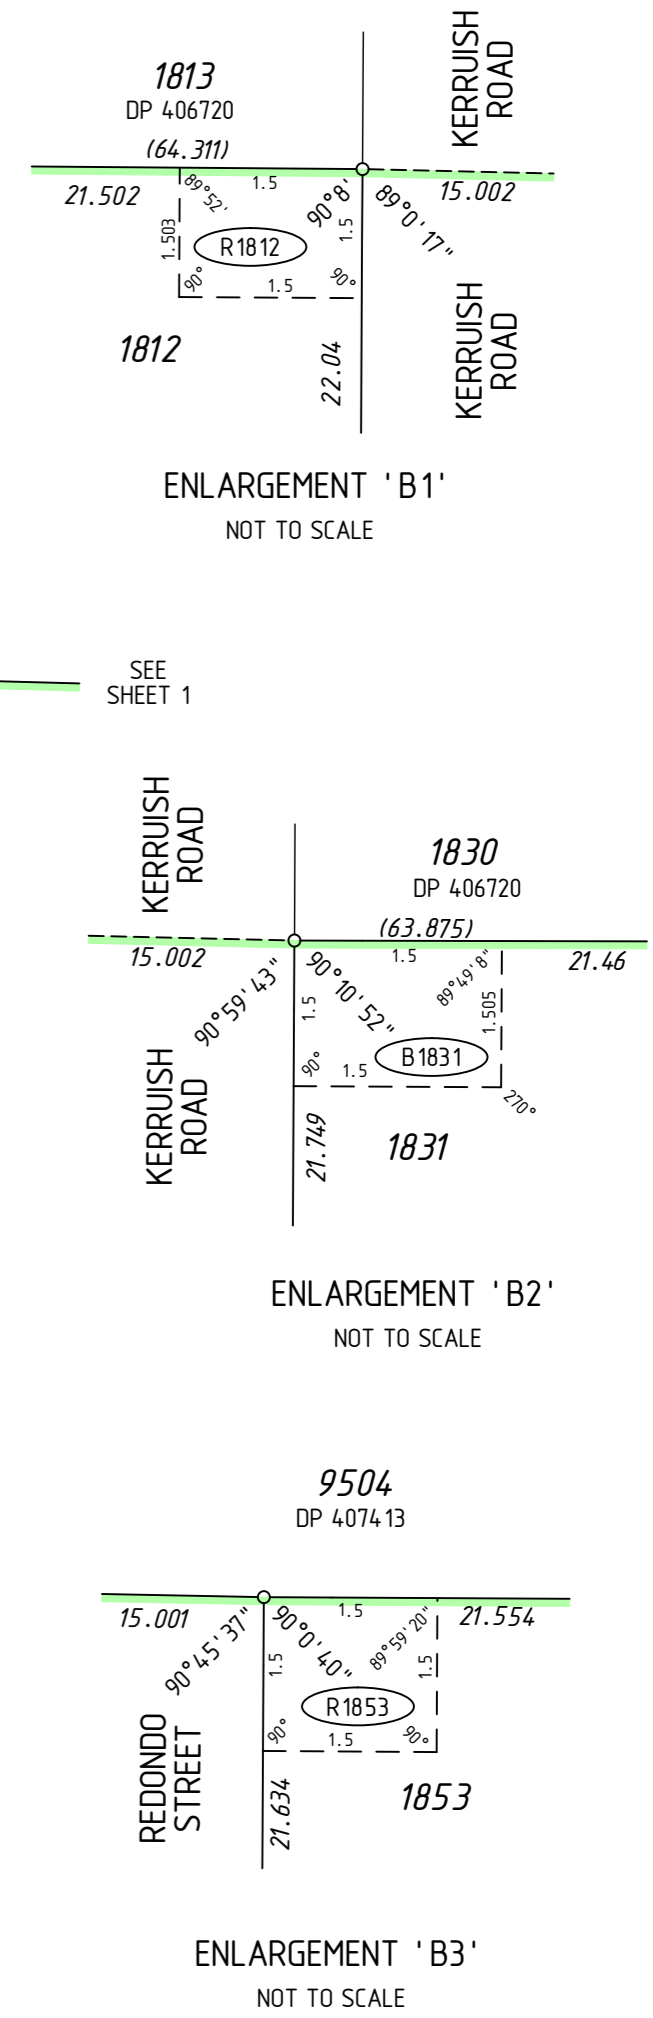 KERRUISH
ROAD
1813
DP 406720
(64.311)
21.502
89°52'
1.5
90°8'
89°0'17"
15.002
1.503
R1812
1.5
90°
1.5
90°
1812
22.04
KERRUISH
ROAD
ENLARGEMENT 'B1'
NOT TO SCALE
SEE
SHEET 1
KERRUISH
ROAD
1830
DP 406720
(63.875)
15.002
1.5
21.46
90°59'43"
90°10'52"
89°49'8"
1.5
1.505
B1831
90°
1.5
270°
KERRUISH
ROAD
21.749
1831
ENLARGEMENT 'B2'
NOT TO SCALE
9504
DP 407413
15.001
1.5
21.554
90°45'37"
90°0'40"
89°59'20"
1.5
1.5
R1853
90°
1.5
90°
REDONDO
STREET
21.634
1853
ENLARGEMENT 'B3'
NOT TO SCALE